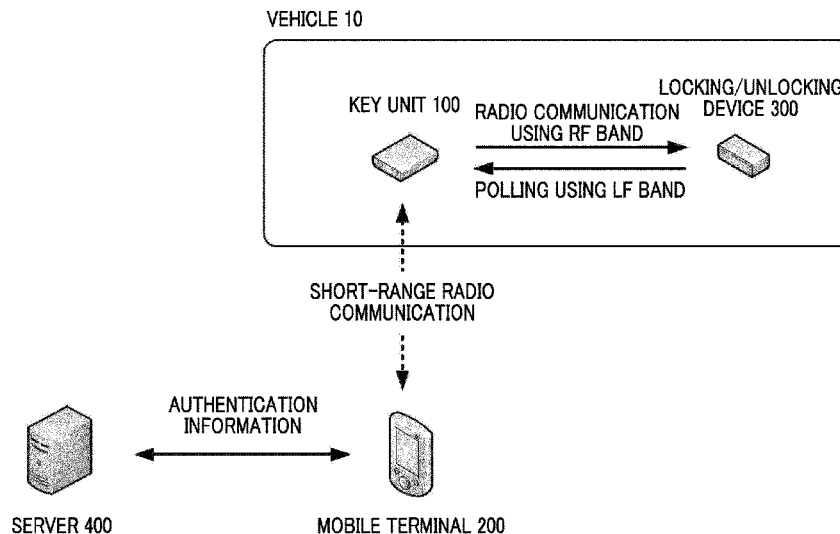 VEHICLE 10
KEY UNIT 100
RADIO COMMUNICATION
USING RF BAND
LOCKING/UNLOCKING
DEVICE 300
POLLING USING LF BAND
SHORT-RANGE RADIO
COMMUNICATION
AUTHENTICATION
INFORMATION
SERVER 400
MOBILE TERMINAL 200